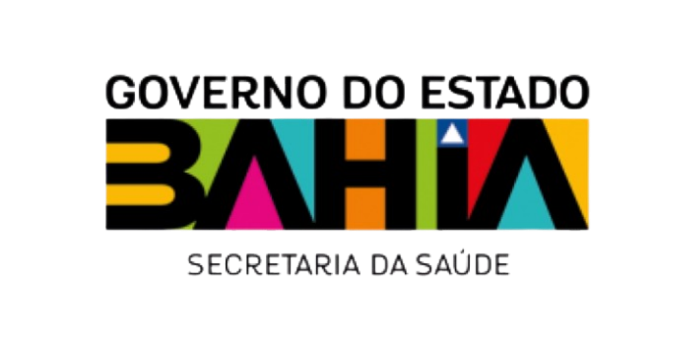 GOVERNO DO ESTADO
BAHIA
SECRETARIA DA SAÚDE